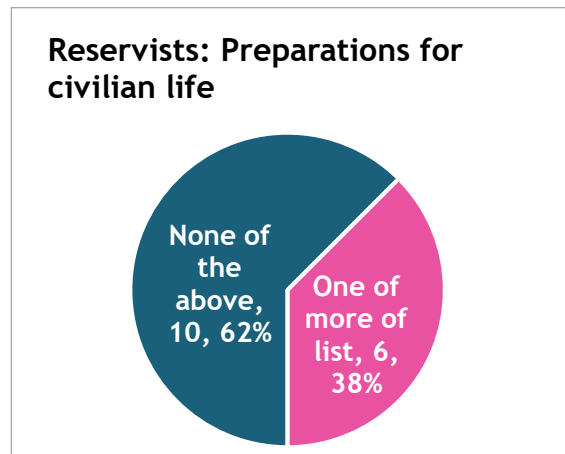 Reservists: Preparations for
civilian life
None of
the
above,
10, 62%
One of
more of
list, 6,
38%